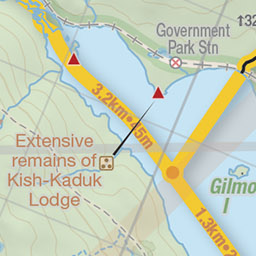 Government
Park Stn
3.2km•45m
Extensive
remains of
Kish-Kaduk
Lodge
Gilmo
I
1.3km•2